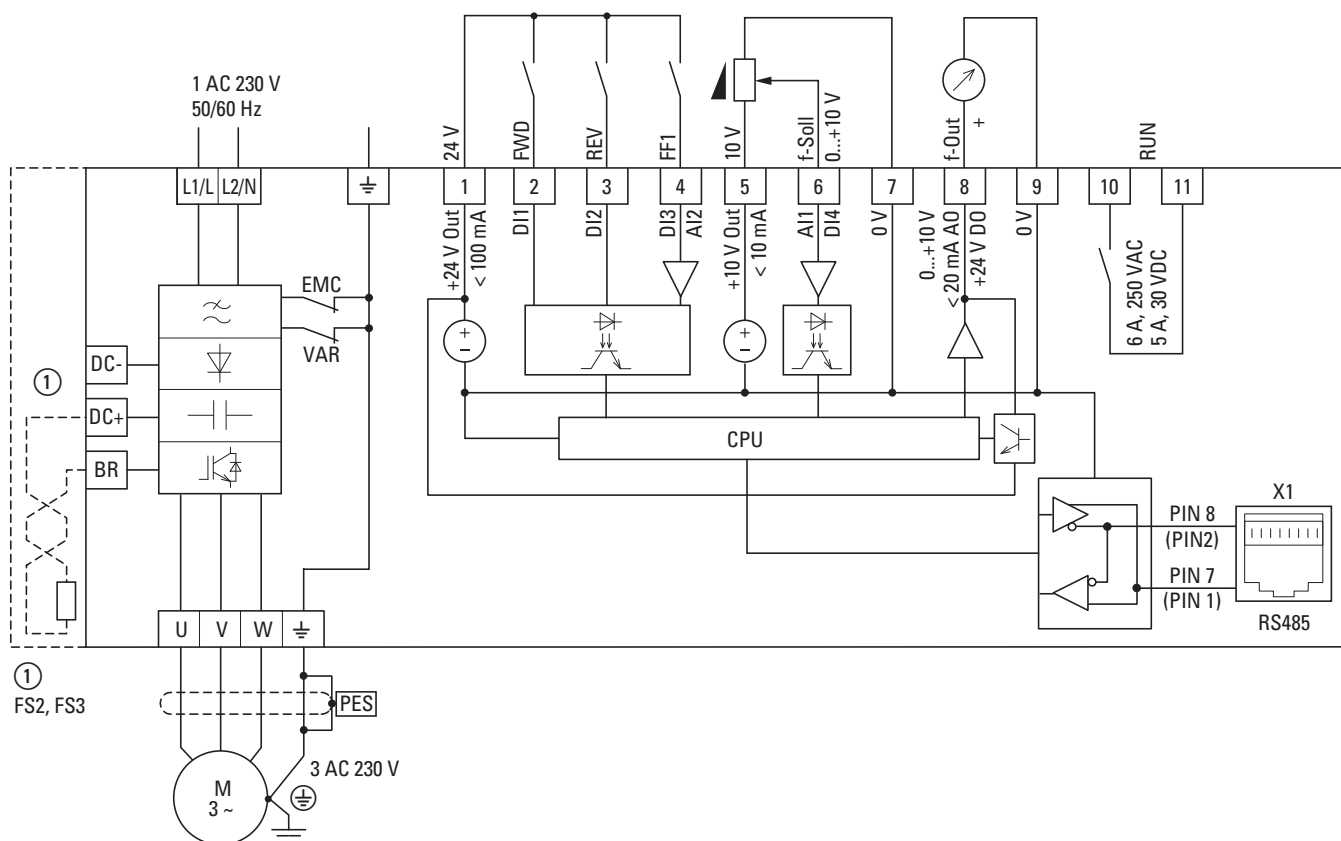 1 AC 230 V
50/60 Hz
24 V
FWD
REV
FF1
10 V
f-Soll
0...+10 V
f-Out
+
RUN
L1/L
L2/N
1
2
3
4
5
6
7
8
9
10
11
+24 V Out
< 100 mA
DI1
DI2
DI3
AI2
+10 V Out
< 10 mA
AI1
DI4
0 V
0...+10 V
< 20 mA AO
+24 V DO
0 V
6 A, 250 VAC
5 A, 30 VDC
EMC
VAR
+
-
+
-
DC-
1
DC+
BR
CPU
X1
PIN 8
(PIN2)
PIN 7
(PIN 1)
RS485
U
V
W
1
FS2, FS3
PES
3 AC 230 V
M
3 ~